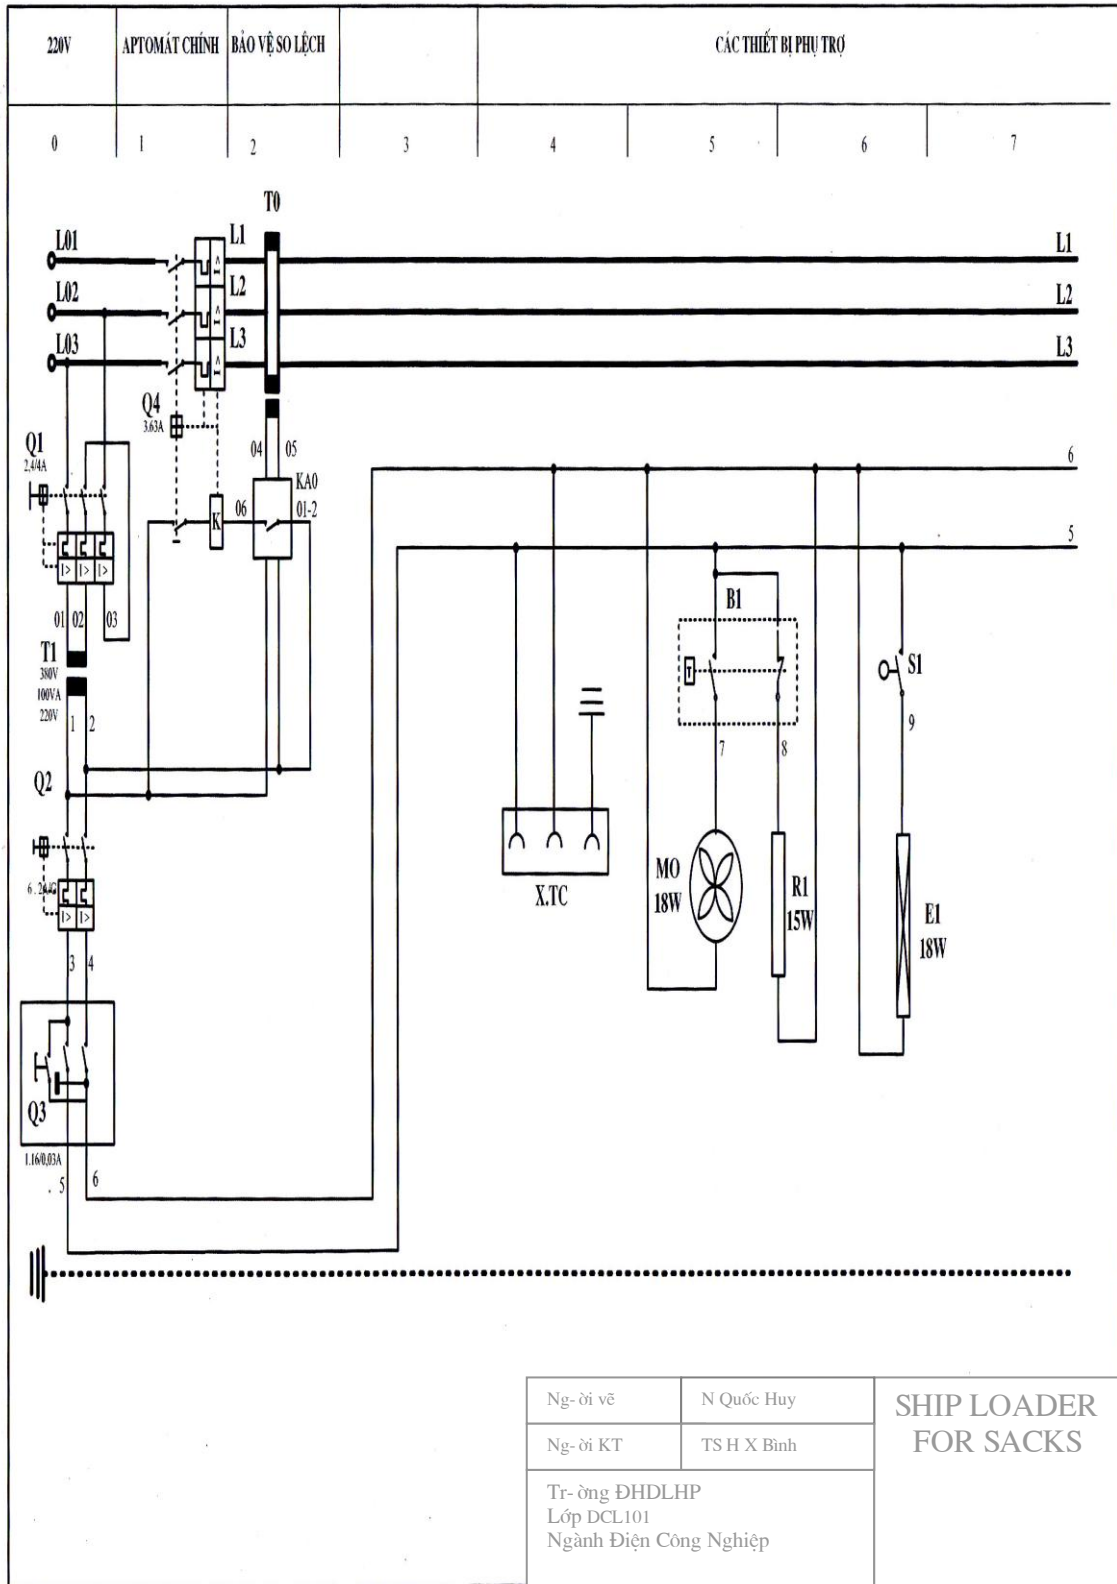 220V
APTOMÁT CHÍNH
BẢO VỆ SO LỆCH
CÁC THIẾT BỊ PHỤ TRỢ
0
1
2
3
4
5
6
7
T0
L01
L1
L1
L02
L2
L2
L03
L3
L3
Q4
3.63A
Q1
2,4/4A
04
05
6
KA0
06
01-2
K
5
I>
I>
I>
B1
01
02
03
T1
380V
100VA
220V
T
S1
1
2
7
8
9
Q2
MO
18W
R1
15W
X.TC
E1
18W
I>
I>
3
4
Q3
1.16/0,03A
5
6
Ng-ời vẽ
N Quốc Huy
SHIP LOADER
FOR SACKS
Ng-ời KT
TS H X Bình
Tr-ờng ĐHDLHP
Lớp DCL101
Ngành Điện Công Nghiệp